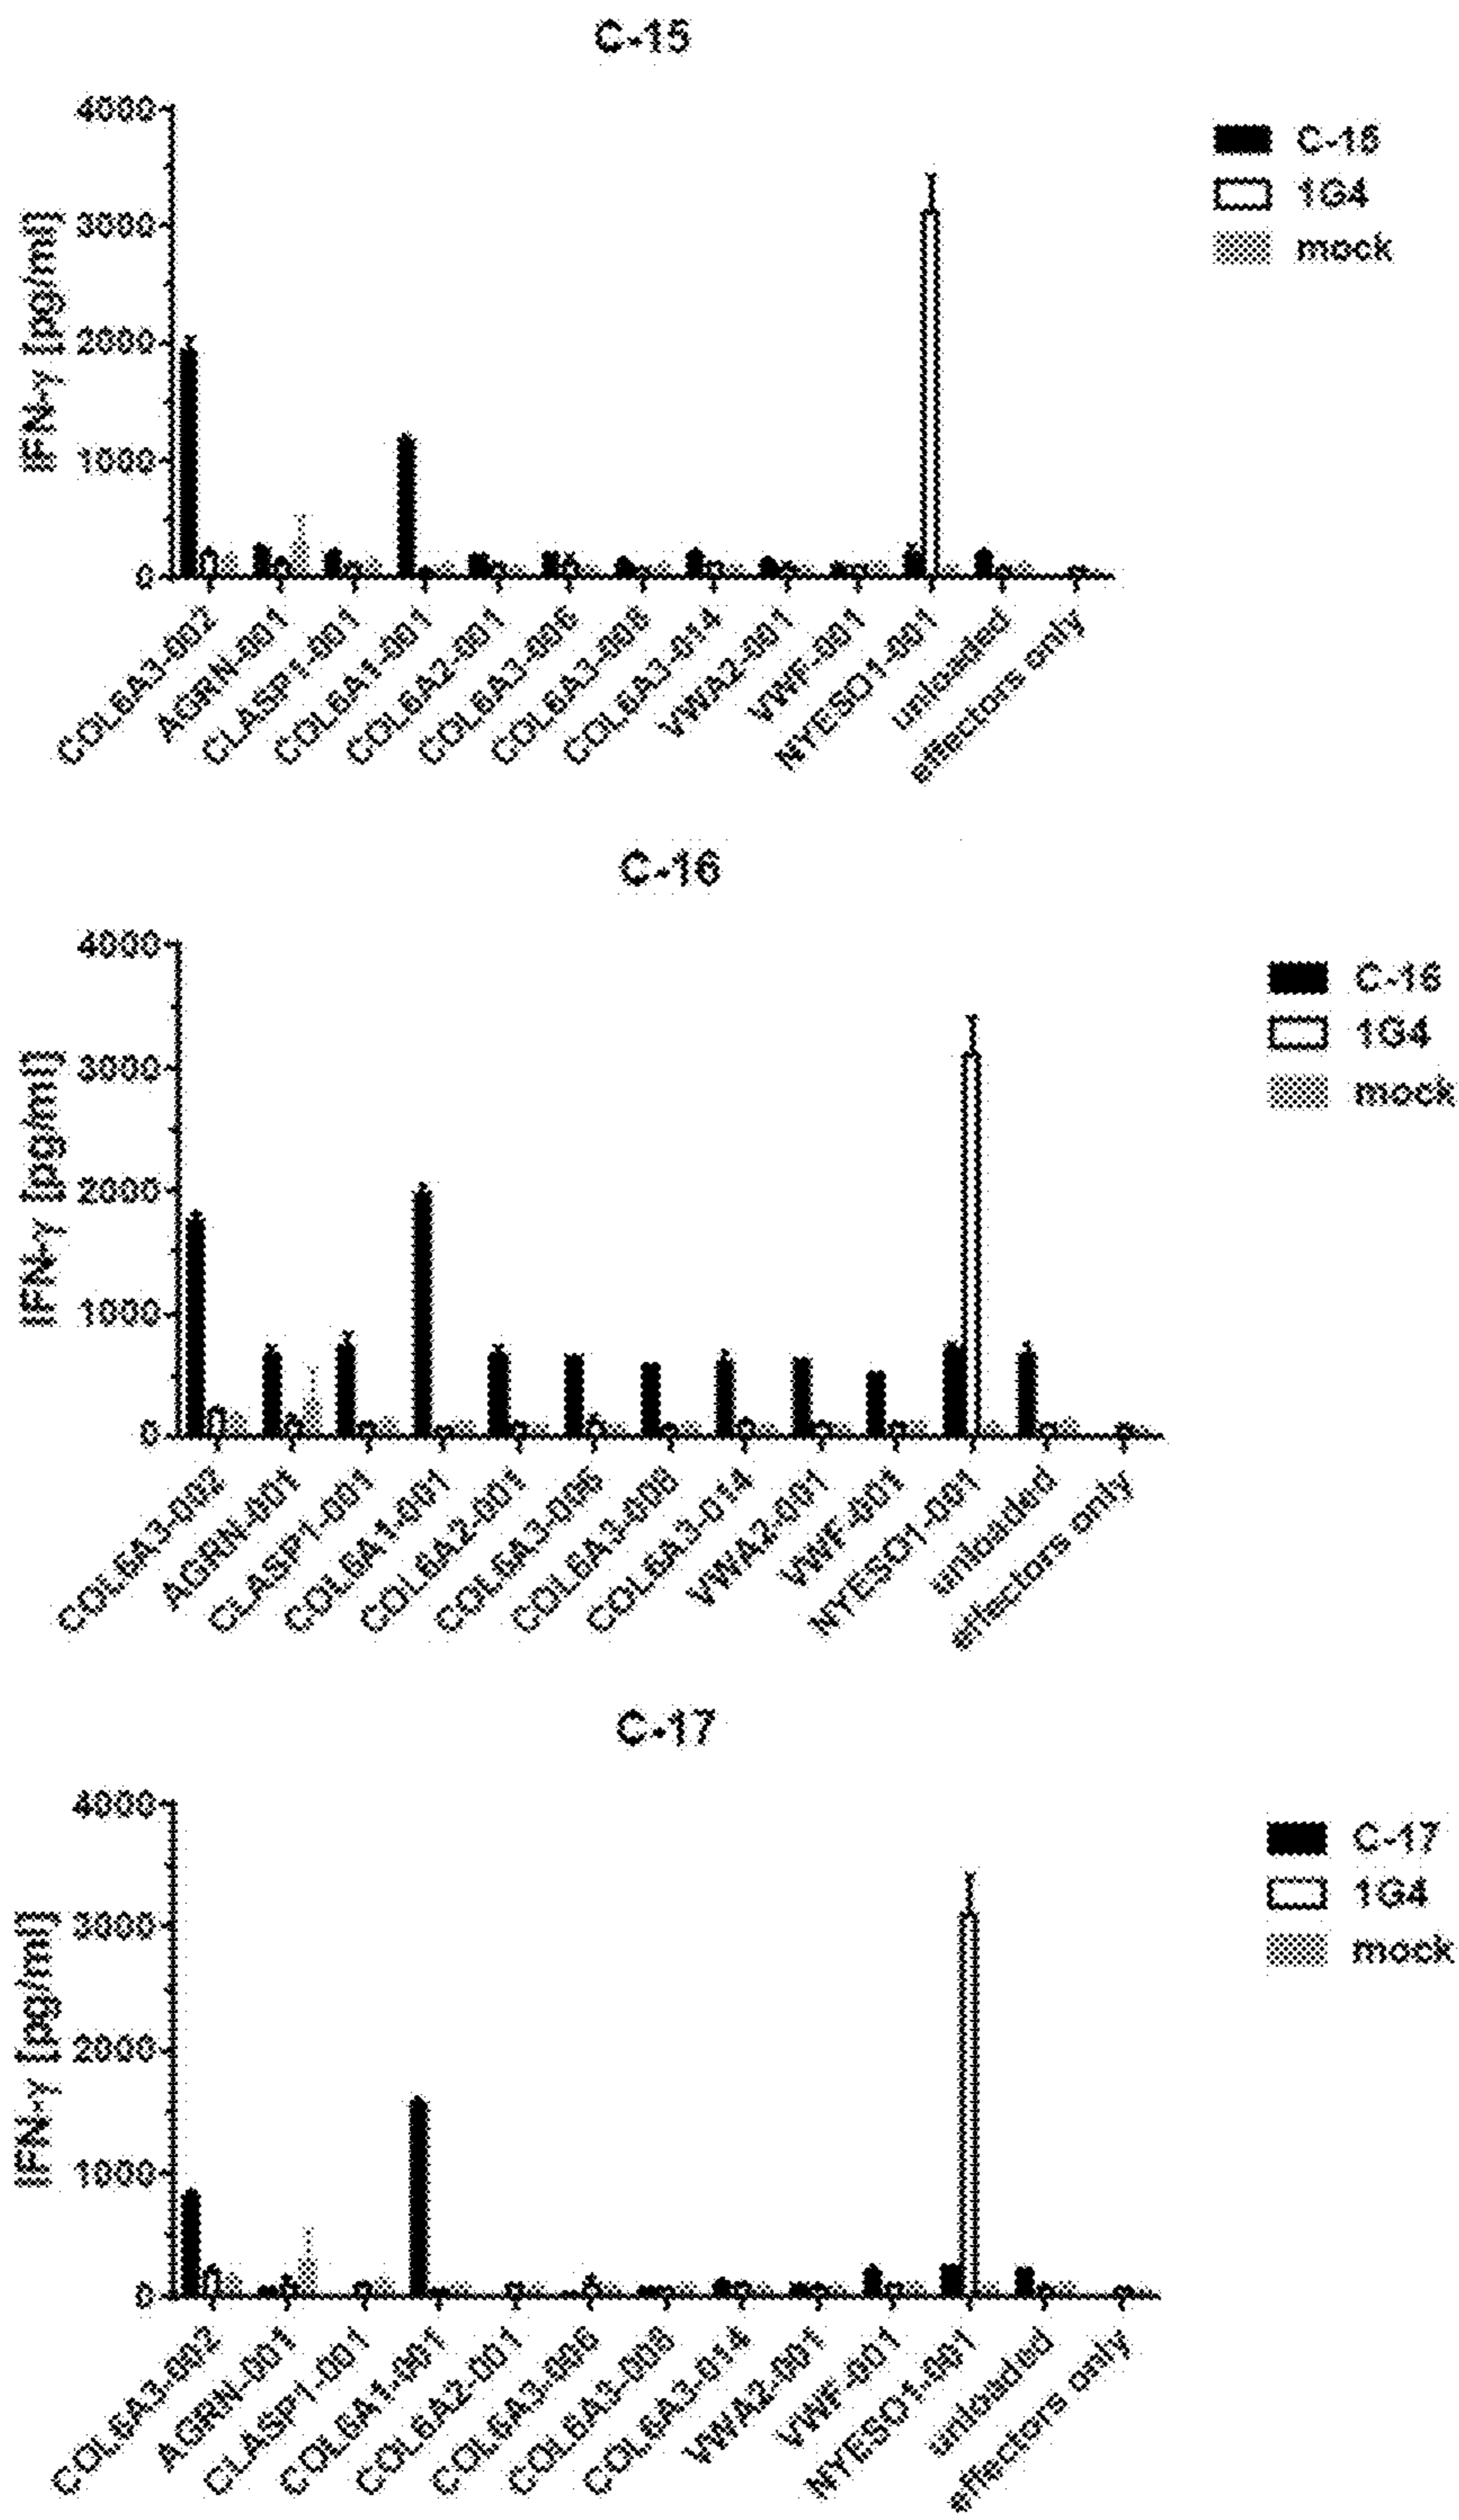 C-15
4000
3000
2000
1000
0
IFN-γ [pg/ml]
C-15
1G4
mock
COL6A3-002
AGRN-001
CLASP1-001
COL6A1-001
COL6A2-001
COL6A3-006
COL6A3-008
COL6A3-014
VWA2-001
VWF-001
NYESO1-001
unloaded
effectors only
C-16
4000
3000
2000
1000
0
IFN-γ [pg/ml]
C-16
1G4
mock
COL6A3-002
AGRN-001
CLASP1-001
COL6A1-001
COL6A2-001
COL6A3-006
COL6A3-008
COL6A3-014
VWA2-001
VWF-001
NYESO1-001
unloaded
effectors only
C-17
4000
3000
2000
1000
0
IFN-γ [pg/ml]
C-17
1G4
mock
COL6A3-002
AGRN-001
CLASP1-001
COL6A1-001
COL6A2-001
COL6A3-006
COL6A3-008
COL6A3-014
VWA2-001
VWF-001
NYESO1-001
unloaded
effectors only